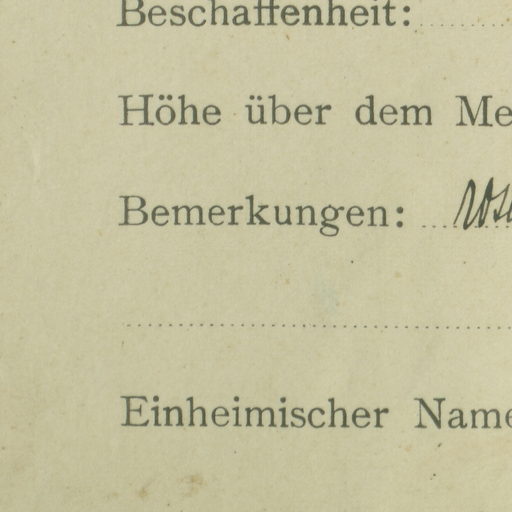 Beschaffenheit:
Höhe über dem Me
Bemerkungen:
Einheimischer Name